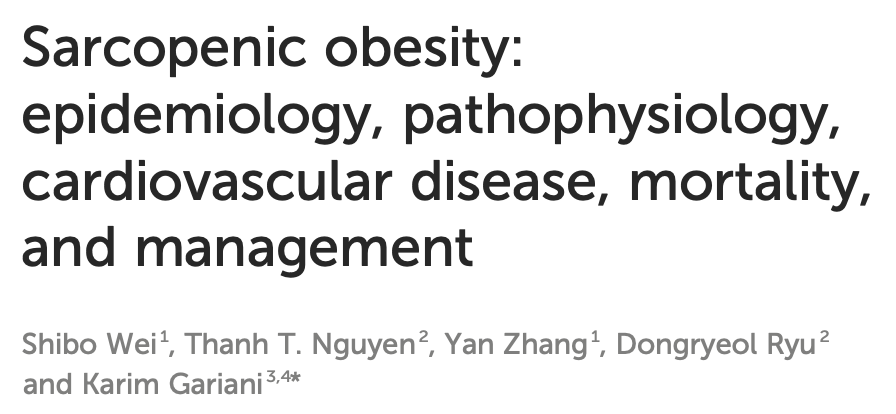 Sarcopenic obesity:
epidemiology, pathophysiology,
cardiovascular disease, mortality,
and management
Shibo Wei¹, Thanh T. Nguyen², Yan Zhang¹, Dongryeol Ryu²
and Karim Gariani³,⁴*